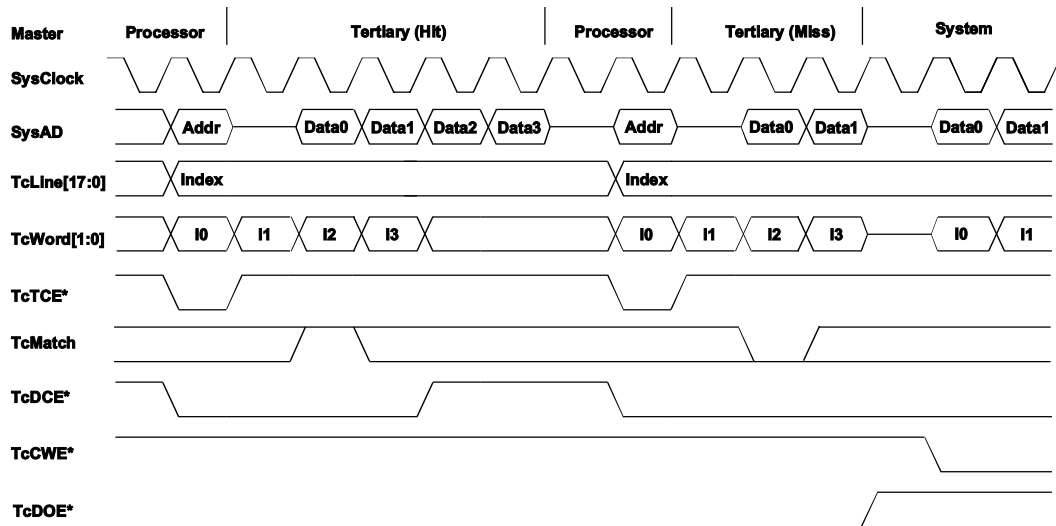 Master Processor Tertiary (Hit) Processor Tertiary (Miss) System
SysClock
SysAD Addr Data0 Data1 Data2 Data3 Addr Data0 Data1 Data0 Data1
TcLine[17:0] Index Index
TcWord[1:0] I0 I1 I2 I3 I0 I1 I2 I3 I0 I1
TcTCE*
TcMatch
TcDCE*
TcCWE*
TcDOE*